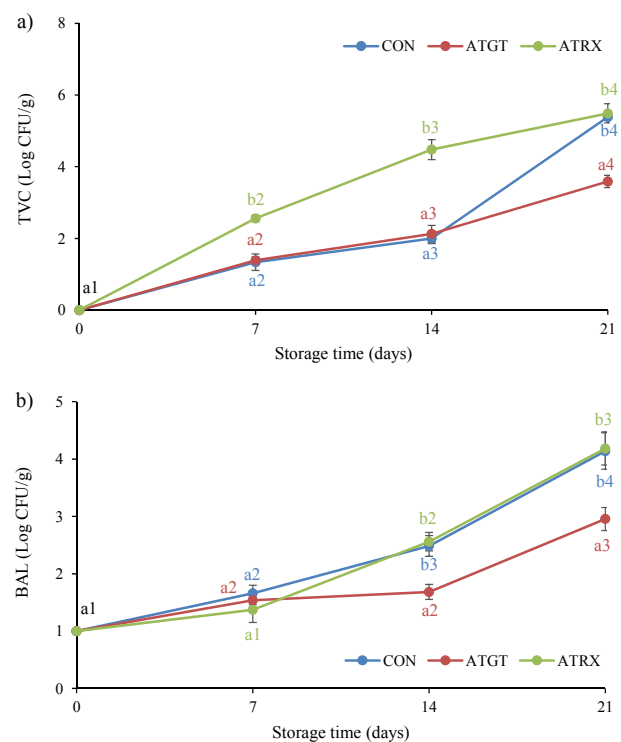 a)
CON ATGT ATRX
TVC (Log CFU/g)
8
6
4
2
0
a1
b2
a2
a2
b3
a3
a3
b4
b4
a4
0 7 14 21
Storage time (days)
b)
BAL (Log CFU/g)
5
4
3
2
1
0
a1
a2
a2
a1
b2
b3
a2
b3
b4
a3
CON ATGT ATRX
0 7 14 21
Storage time (days)